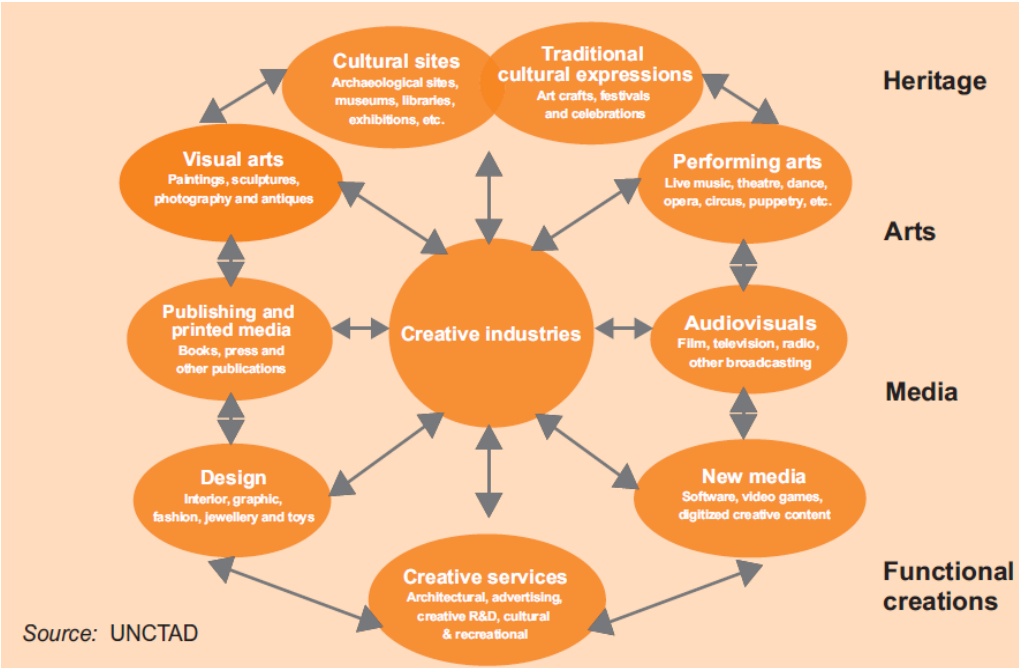 Cultural sites
Archaeological sites,
museums, libraries,
exhibitions, etc.
Traditional
cultural expressions
Art crafts, festivals
and celebrations
Heritage
Visual arts
Paintings, sculptures,
photography and antiques
Performing arts
Live music, theatre, dance,
opera, circus, puppetry, etc.
Arts
Publishing and
printed media
Books, press and
other publications
Creative industries
Audiovisuals
Film, television, radio,
other broadcasting
Media
Design
Interior, graphic,
fashion, jewellery and toys
New media
Software, video games,
digitized creative content
Creative services
Architectural, advertising,
creative R&D, cultural
& recreational
Functional
creations
Source: UNCTAD